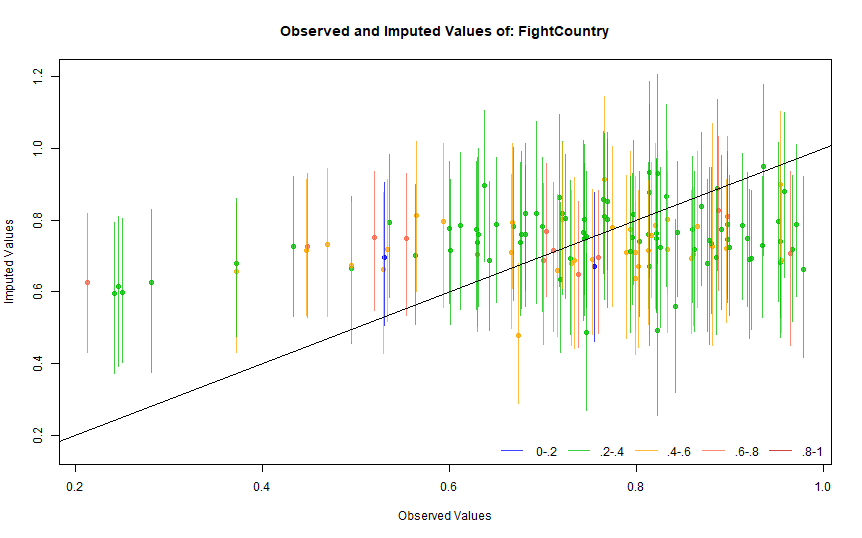 Observed and Imputed Values of: FightCountry
Imputed Values
1.2
1.0
0.8
0.6
0.4
0.2
0-.2 .2-.4 .4-.6 .6-.8 .8-1
0.2 0.4 0.6 0.8 1.0
Observed Values